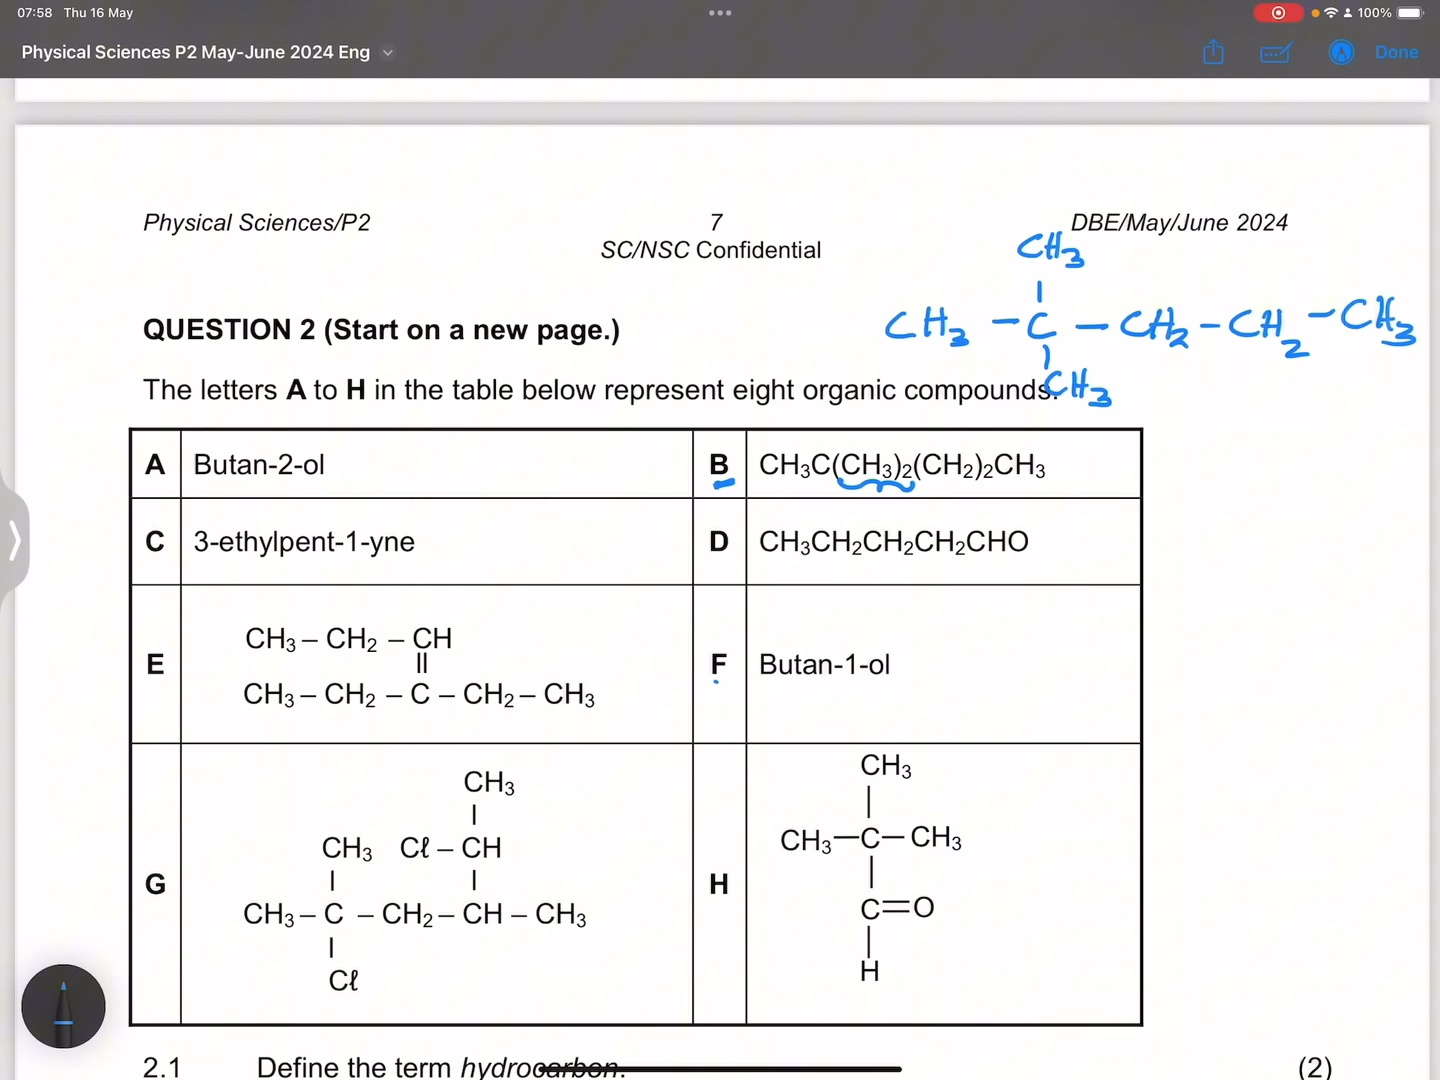 07:58 Thu 16 May
100%
Physical Sciences P2 May-June 2024 Eng
Done
Physical Sciences/P2
7
DBE/May/June 2024
SC/NSC Confidential
CH₃
QUESTION 2 (Start on a new page.)
CH₃ – C – CH₂ – CH₂ – CH₃
CH₃
The letters A to H in the table below represent eight organic compounds.
A Butan-2-ol
B CH₃C(CH₃)₂(CH₂)₂CH₃
C 3-ethylpent-1-yne
D CH₃CH₂CH₂CH₂CHO
E
CH₃ – CH₂ – CH
||
CH₃ – CH₂ – C – CH₂ – CH₃
F Butan-1-ol
G
CH₃
|
CH₃ Cℓ – CH
| |
CH₃ – C – CH₂ – CH – CH₃
|
Cℓ
H
CH₃
|
CH₃ – C – CH₃
|
C=O
|
H
2.1 Define the term hydrocarbon. (2)